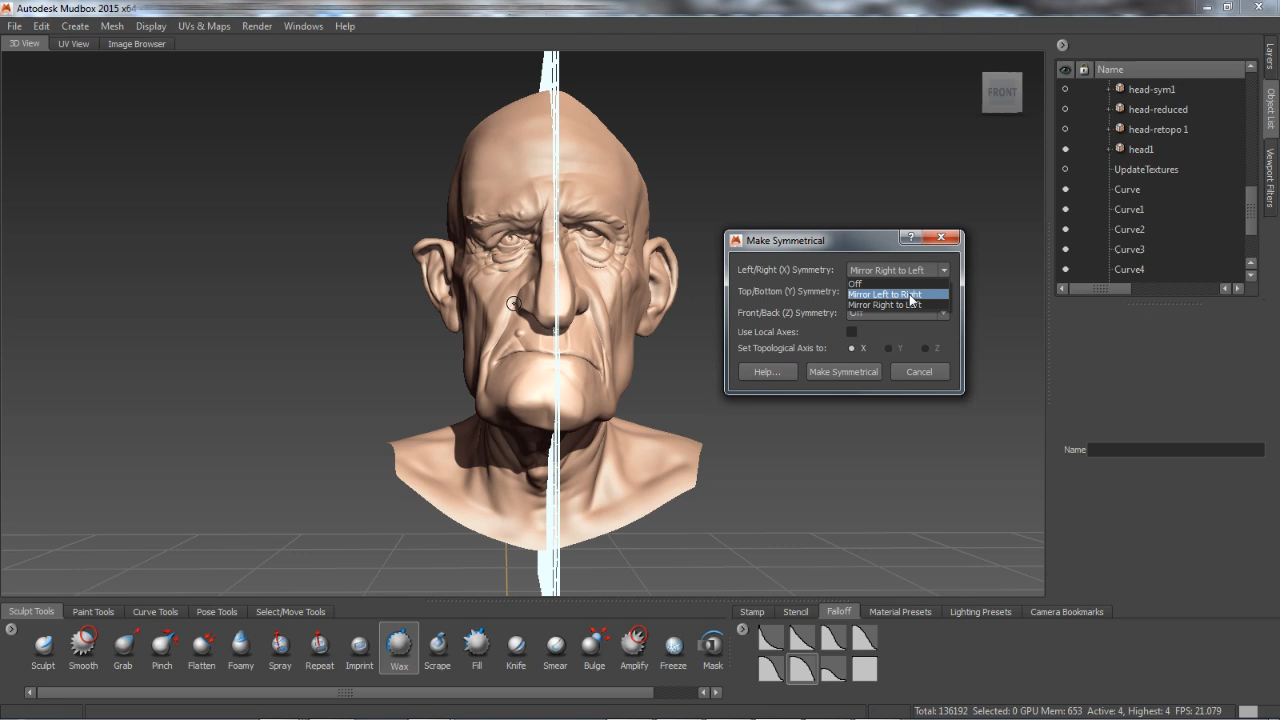 Autodesk Mudbox 2015 x64
File Edit Create Mesh Display UVs & Maps Render Windows Help
3D View UV View Image Browser
FRONT
Name
head-sym1
head-reduced
head-retopo 1
head1
UpdateTextures
Curve
Curve1
Curve2
Curve3
Curve4
Layers
Object List
Viewport Filters
Make Symmetrical
Left/Right (X) Symmetry: Mirror Right to Left
Off
Top/Bottom (Y) Symmetry: Mirror Left to Right
Mirror Right to Left
Front/Back (Z) Symmetry: Off
Use Local Axes:
Set Topological Axis to: X Y Z
Help... Make Symmetrical Cancel
Name
Sculpt Tools Paint Tools Curve Tools Pose Tools Select/Move Tools
Stamp Stencil Falloff Material Presets Lighting Presets Camera Bookmarks
Sculpt Smooth Grab Pinch Flatten Foamy Spray Repeat Imprint Wax Scrape Fill Knife Smear Bulge Amplify Freeze Mask
Total: 136192 Selected: 0 GPU Mem: 653 Active: 4, Highest: 4 FPS: 21.079